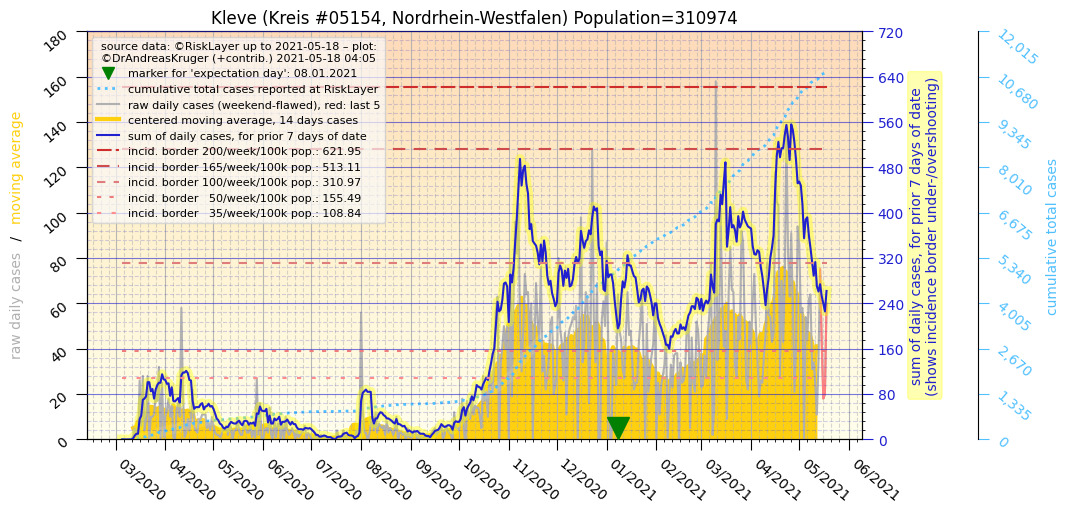 Kleve (Kreis #05154, Nordrhein-Westfalen) Population=310974
source data: ©RiskLayer up to 2021-05-18 – plot:
©DrAndreasKruger (+contrib.) 2021-05-18 04:05
marker for 'expectation day': 08.01.2021
cumulative total cases reported at RiskLayer
raw daily cases (weekend-flawed), red: last 5
centered moving average, 14 days cases
sum of daily cases, for prior 7 days of date
incid. border 200/week/100k pop.: 621.95
incid. border 165/week/100k pop.: 513.11
incid. border 100/week/100k pop.: 310.97
incid. border 50/week/100k pop.: 155.49
incid. border 35/week/100k pop.: 108.84
raw daily cases / moving average
180
160
140
120
100
80
60
40
20
0
03/2020
04/2020
05/2020
06/2020
07/2020
08/2020
09/2020
10/2020
11/2020
12/2020
01/2021
02/2021
03/2021
04/2021
05/2021
06/2021
720
640
560
480
400
320
240
160
80
0
sum of daily cases, for prior 7 days of date
(shows incidence border under-/overshooting)
12,015
10,680
9,345
8,010
6,675
5,340
4,005
2,670
1,335
0
cumulative total cases